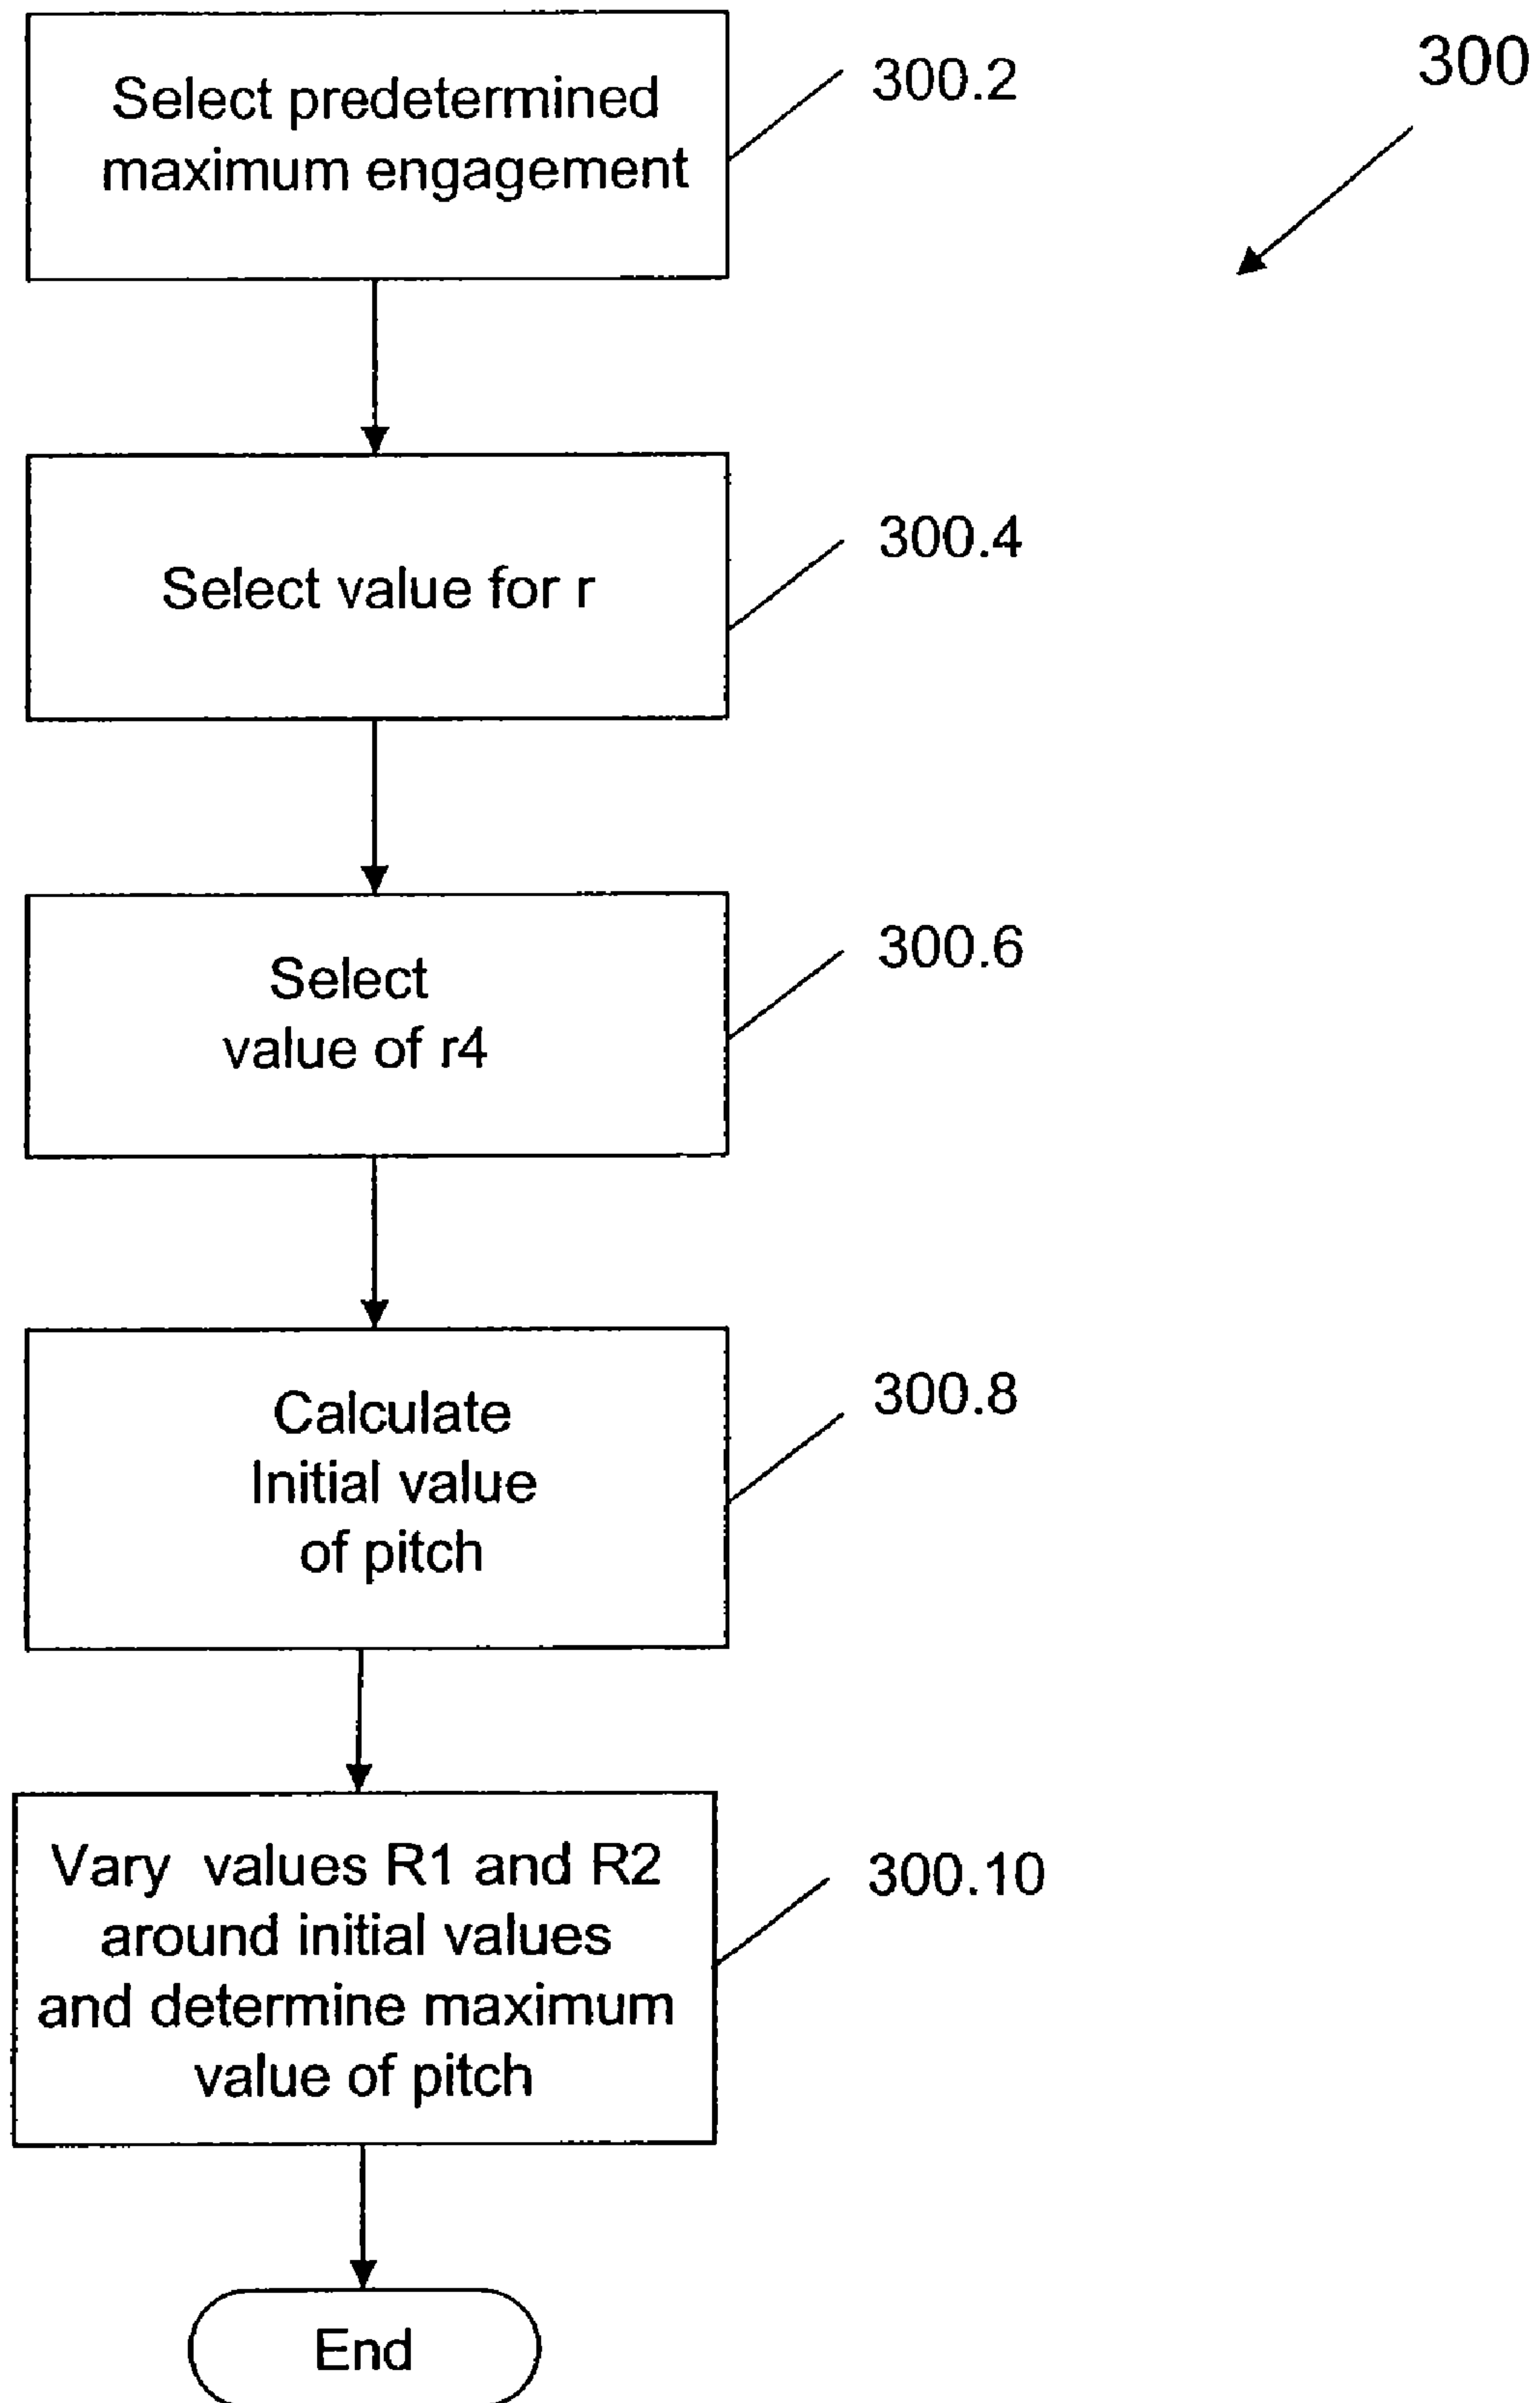 300
Select predetermined
maximum engagement
300.2
Select value for r
300.4
Select
value of r4
300.6
Calculate
Initial value
of pitch
300.8
Vary values R1 and R2
around initial values
and determine maximum
value of pitch
300.10
End